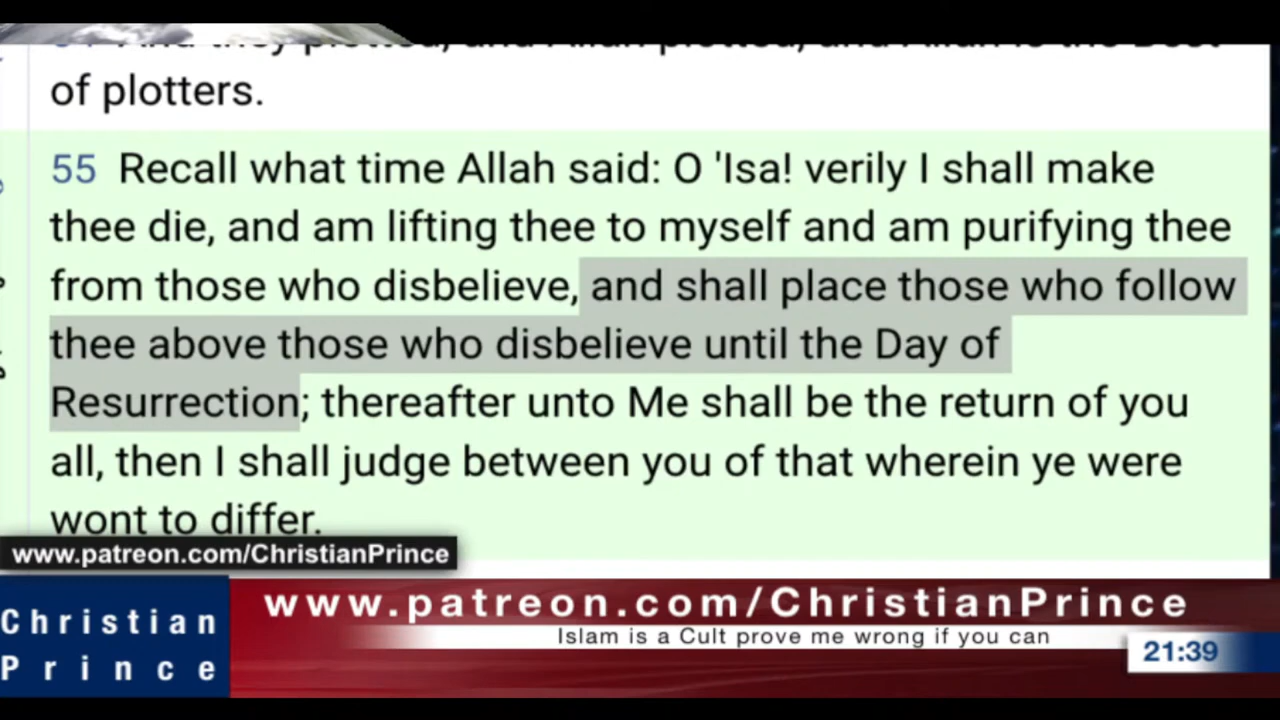 of plotters.
55 Recall what time Allah said: O 'Isa! verily I shall make
thee die, and am lifting thee to myself and am purifying thee
from those who disbelieve, and shall place those who follow
thee above those who disbelieve until the Day of
Resurrection; thereafter unto Me shall be the return of you
all, then I shall judge between you of that wherein ye were
wont to differ.
www.patreon.com/ChristianPrince
Christian
Prince
www.patreon.com/ChristianPrince
Islam is a Cult prove me wrong if you can
21:39